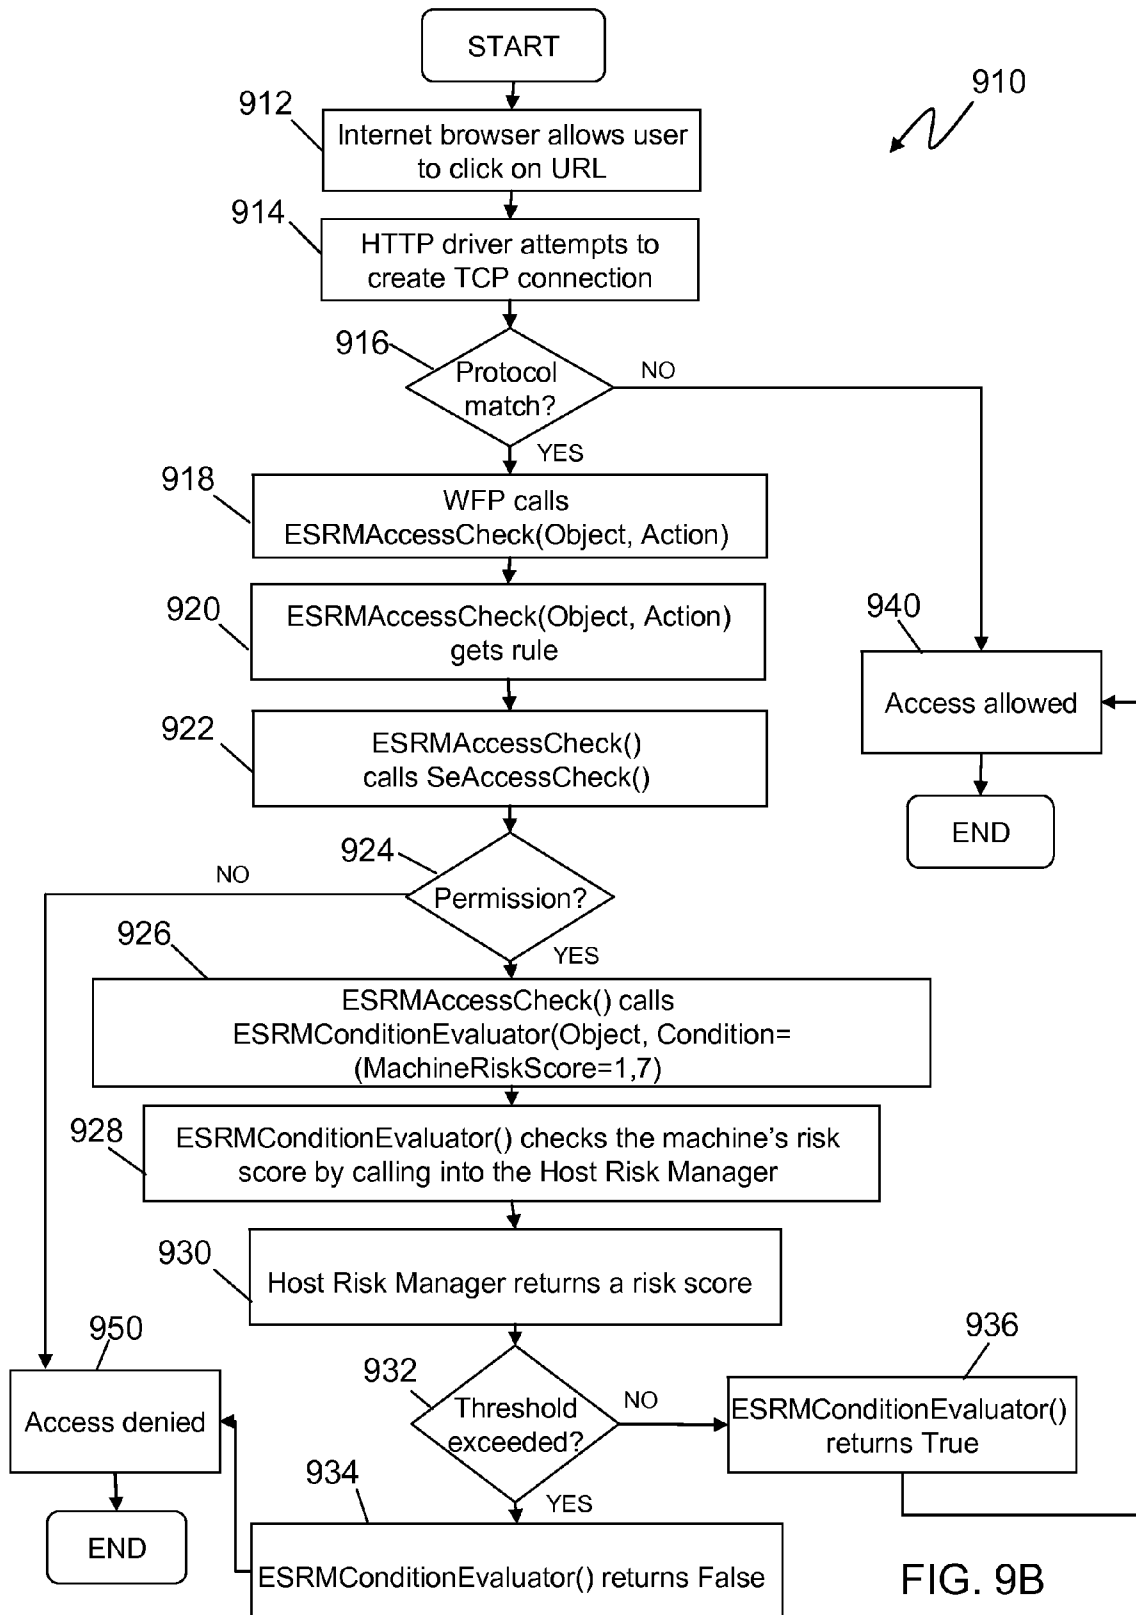 START
910
912
Internet browser allows user
to click on URL
914
HTTP driver attempts to
create TCP connection
916
Protocol
match?
NO
YES
918
WFP calls
ESRMAccessCheck(Object, Action)
920
ESRMAccessCheck(Object, Action)
gets rule
940
Access allowed
922
ESRMAccessCheck()
calls SeAccessCheck()
END
924
NO
Permission?
YES
926
ESRMAccessCheck() calls
ESRMConditionEvaluator(Object, Condition=
(MachineRiskScore=1,7)
928
ESRMConditionEvaluator() checks the machine's risk
score by calling into the Host Risk Manager
930
Host Risk Manager returns a risk score
950
Access denied
END
932
Threshold
exceeded?
NO
YES
936
ESRMConditionEvaluator()
returns True
934
ESRMConditionEvaluator() returns False
FIG. 9B